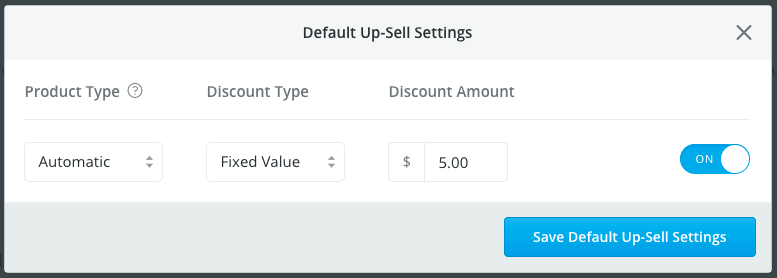 Default Up-Sell Settings
Product Type ?
Discount Type
Discount Amount
Automatic
Fixed Value
$ 5.00
ON
Save Default Up-Sell Settings